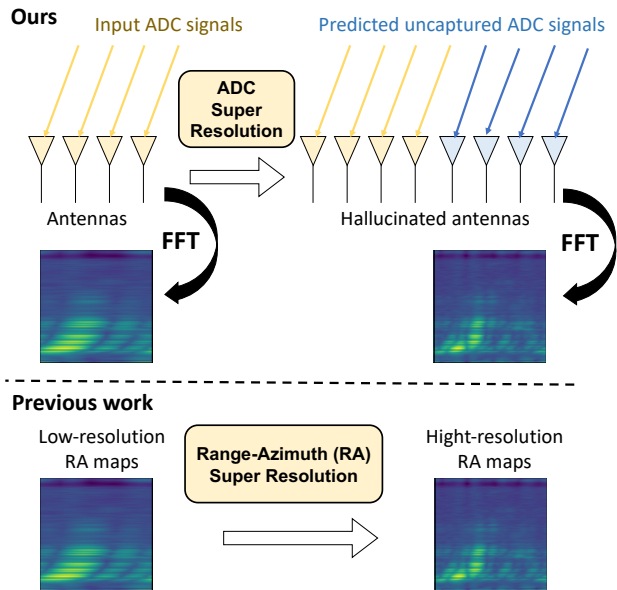 Ours
Input ADC signals
Predicted uncaptured ADC signals
ADC
Super
Resolution
Antennas
Hallucinated antennas
FFT
FFT
Previous work
Low-resolution
RA maps
Range-Azimuth (RA)
Super Resolution
Hight-resolution
RA maps